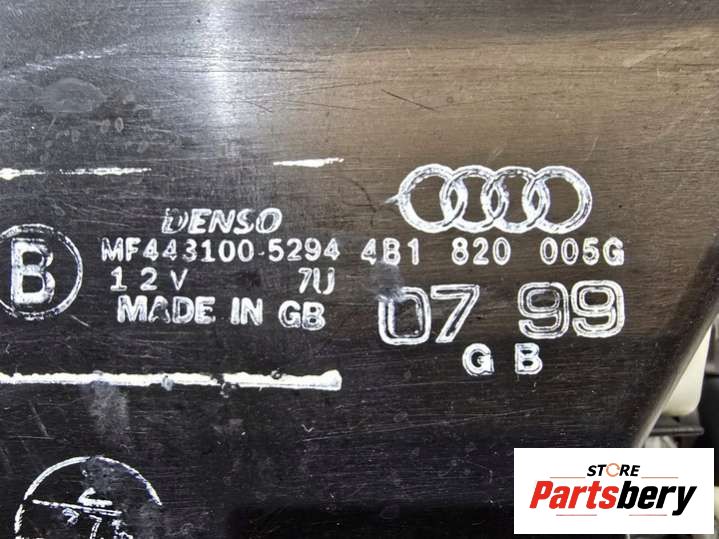 DENSO
MF443100-5294 4B1 820 005G
B
12V 7U
MADE IN GB
07 99
GB
STORE
Partsbery